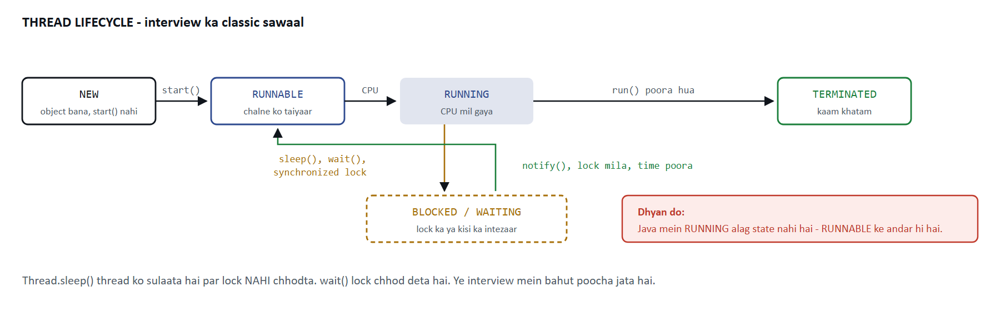 THREAD LIFECYCLE - interview ka classic sawaal
NEW
object bana, start() nahi
start()
RUNNABLE
chalne ko taiyaar
CPU
RUNNING
CPU mil gaya
run() poora hua
TERMINATED
kaam khatam
sleep(), wait(),
synchronized lock
notify(), lock mila, time poora
BLOCKED / WAITING
lock ka ya kisi ka intezaar
Dhyan do:
Java mein RUNNING alag state nahi hai - RUNNABLE ke andar hi hai.
Thread.sleep() thread ko sulaata hai par lock NAHI chhodta. wait() lock chhod deta hai. Ye interview mein bahut poocha jata hai.